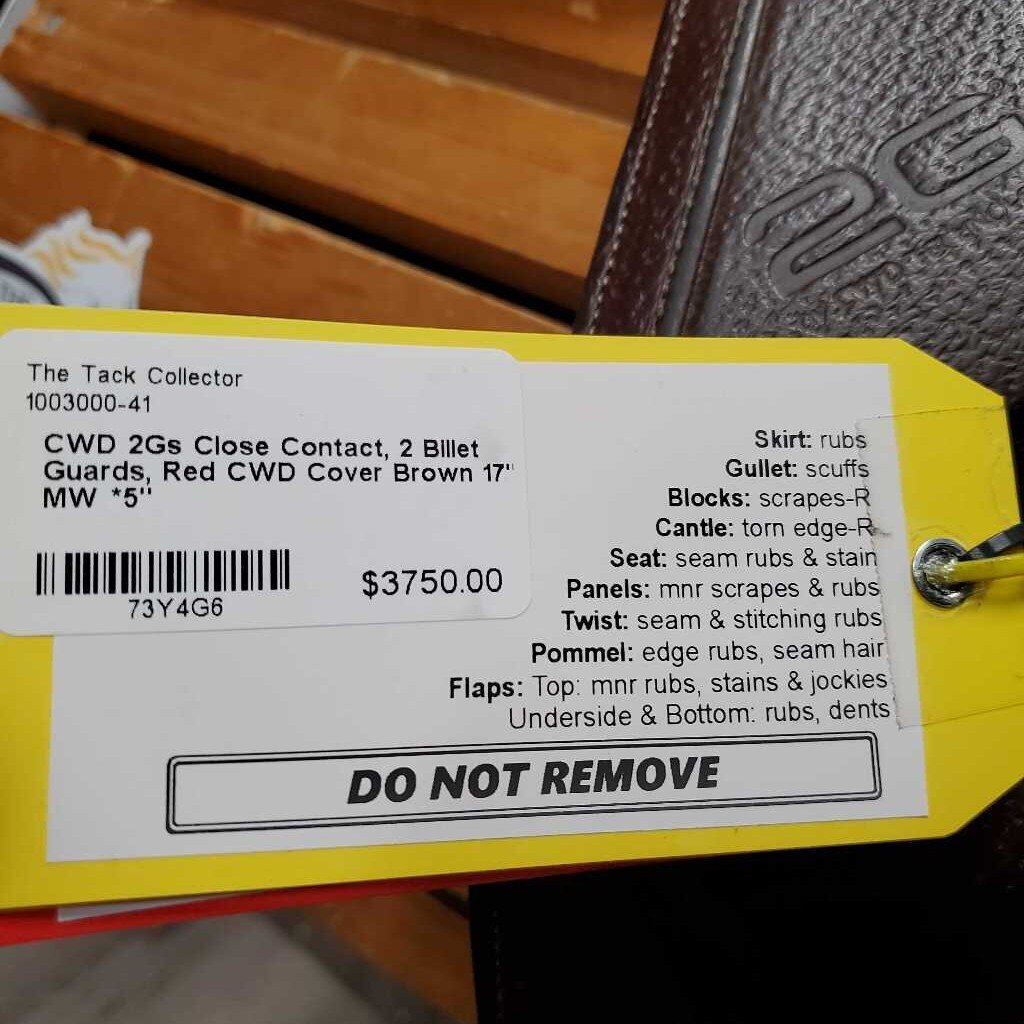 The Tack Collector
1003000-41
CWD 2Gs Close Contact, 2 Billet
Guards, Red CWD Cover Brown 17"
MW *5"
73Y4G6
$3750.00
Skirt: rubs
Gullet: scuffs
Blocks: scrapes-R
Cantle: torn edge-R
Seat: seam rubs & stain
Panels: mnr scrapes & rubs
Twist: seam & stitching rubs
Pommel: edge rubs, seam hair
Flaps: Top: mnr rubs, stains & jockies
Underside & Bottom: rubs, dents
DO NOT REMOVE
2G